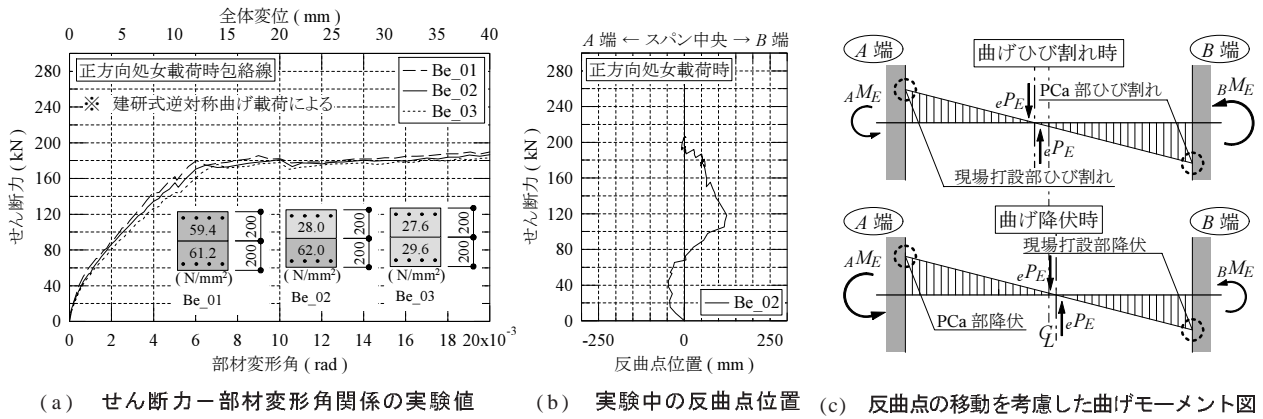 全体変位 ( mm )
0 5 10 15 20 25 30 35 40
280
240
200
160
120
80
40
0
せん断力 ( kN )
正方向処女載荷時包絡線
※ 建研式逆対称曲げ載荷による
Be_01
Be_02
Be_03
59.4
61.2
200
200
( N/mm² )
Be_01
28.0
62.0
200
200
( N/mm² )
Be_02
27.6
29.6
200
200
( N/mm² )
Be_03
0 2 4 6 8 10 12 14 16 18 20x10⁻³
部材変形角 ( rad )
(a) せん断力－部材変形角関係の実験値
A 端 ← スパン中央 → B 端
280
240
200
160
120
80
40
0
せん断力 ( kN )
正方向処女載荷時
Be_02
-250 0 250
反曲点位置 ( mm )
(b) 実験中の反曲点位置
A 端
曲げひび割れ時
B 端
PCa 部ひび割れ
AME
ePE
BME
ePE
現場打設部ひび割れ
A 端
曲げ降伏時
B 端
現場打設部降伏
AME
ePE
BME
ePE
PCa 部降伏
CL
(c) 反曲点の移動を考慮した曲げモーメント図